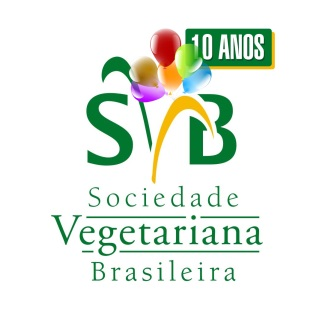 10 ANOS
SVB
Sociedade
Vegetariana
Brasileira